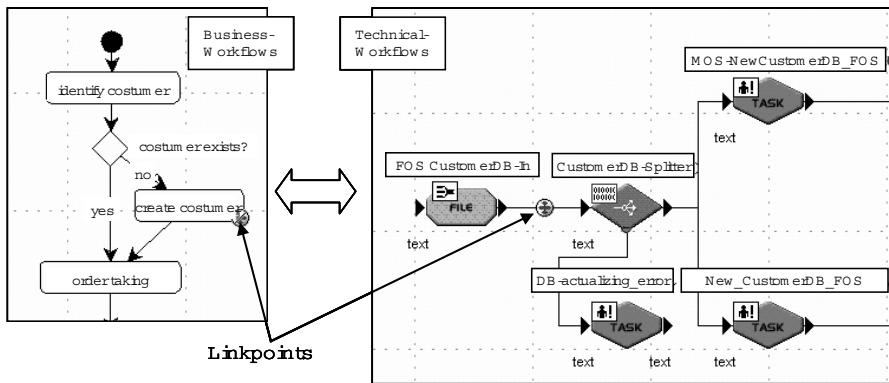 Business-
Workflows
identify costumer
costumer exists?
no
yes
create costumer
ordertaking
Technical-
Workflows
MOS-NewCustomerDB_FOS
TASK
text
FOS CustomerDB-In
FILE
text
CustomerDB-Splitter
text
DB-actualizing_error
TASK
text
text
New_CustomerDB_FOS
TASK
text
Linkpoints